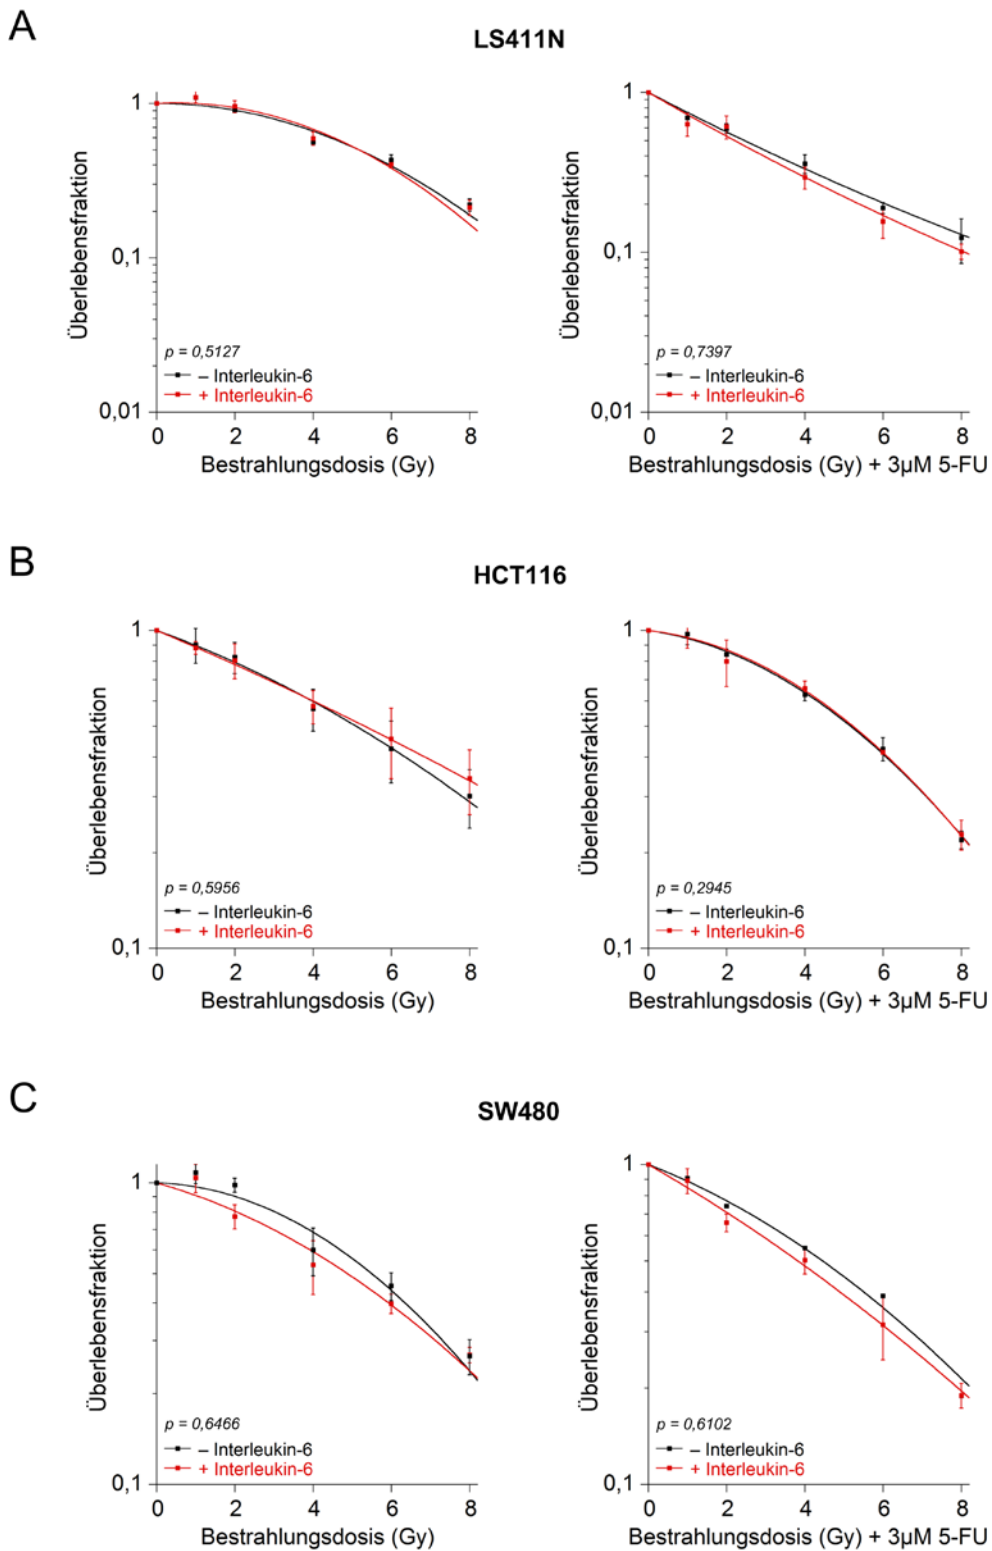 A
LS411N
Überlebensfraktion
1
0,1
0,01
p = 0,5127
– Interleukin-6
+ Interleukin-6
0 2 4 6 8
Bestrahlungsdosis (Gy)
Überlebensfraktion
1
0,1
0,01
p = 0,7397
– Interleukin-6
+ Interleukin-6
0 2 4 6 8
Bestrahlungsdosis (Gy) + 3µM 5-FU
B
HCT116
Überlebensfraktion
1
0,1
p = 0,5956
– Interleukin-6
+ Interleukin-6
0 2 4 6 8
Bestrahlungsdosis (Gy)
Überlebensfraktion
1
0,1
p = 0,2945
– Interleukin-6
+ Interleukin-6
0 2 4 6 8
Bestrahlungsdosis (Gy) + 3µM 5-FU
C
SW480
Überlebensfraktion
1
0,1
p = 0,6466
– Interleukin-6
+ Interleukin-6
0 2 4 6 8
Bestrahlungsdosis (Gy)
Überlebensfraktion
1
0,1
p = 0,6102
– Interleukin-6
+ Interleukin-6
0 2 4 6 8
Bestrahlungsdosis (Gy) + 3µM 5-FU